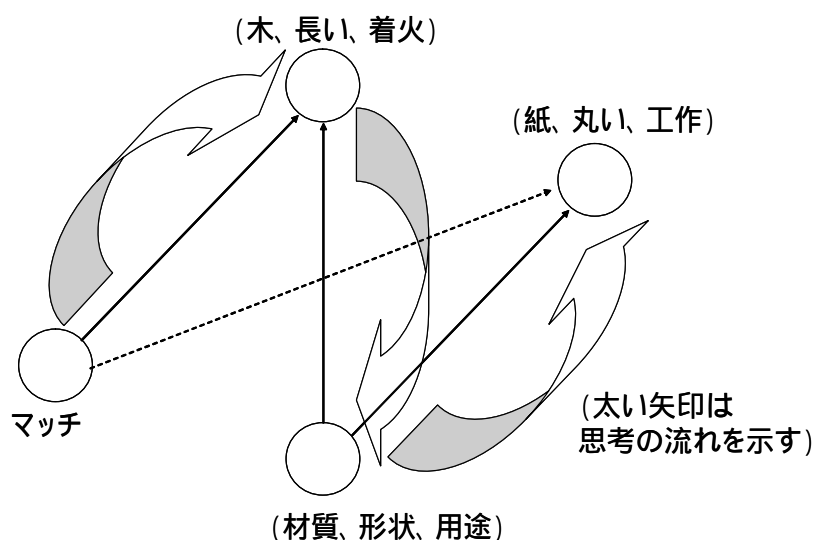 (木、長い、着火)
(紙、丸い、工作)
マッチ
(太い矢印は
思考の流れを示す)
(材質、形状、用途)